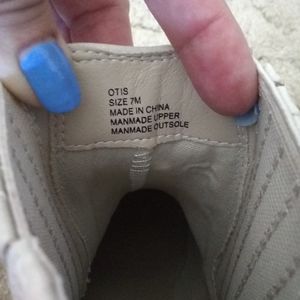 OTIS
SIZE 7M
MADE IN CHINA
MANMADE UPPER
MANMADE OUTSOLE